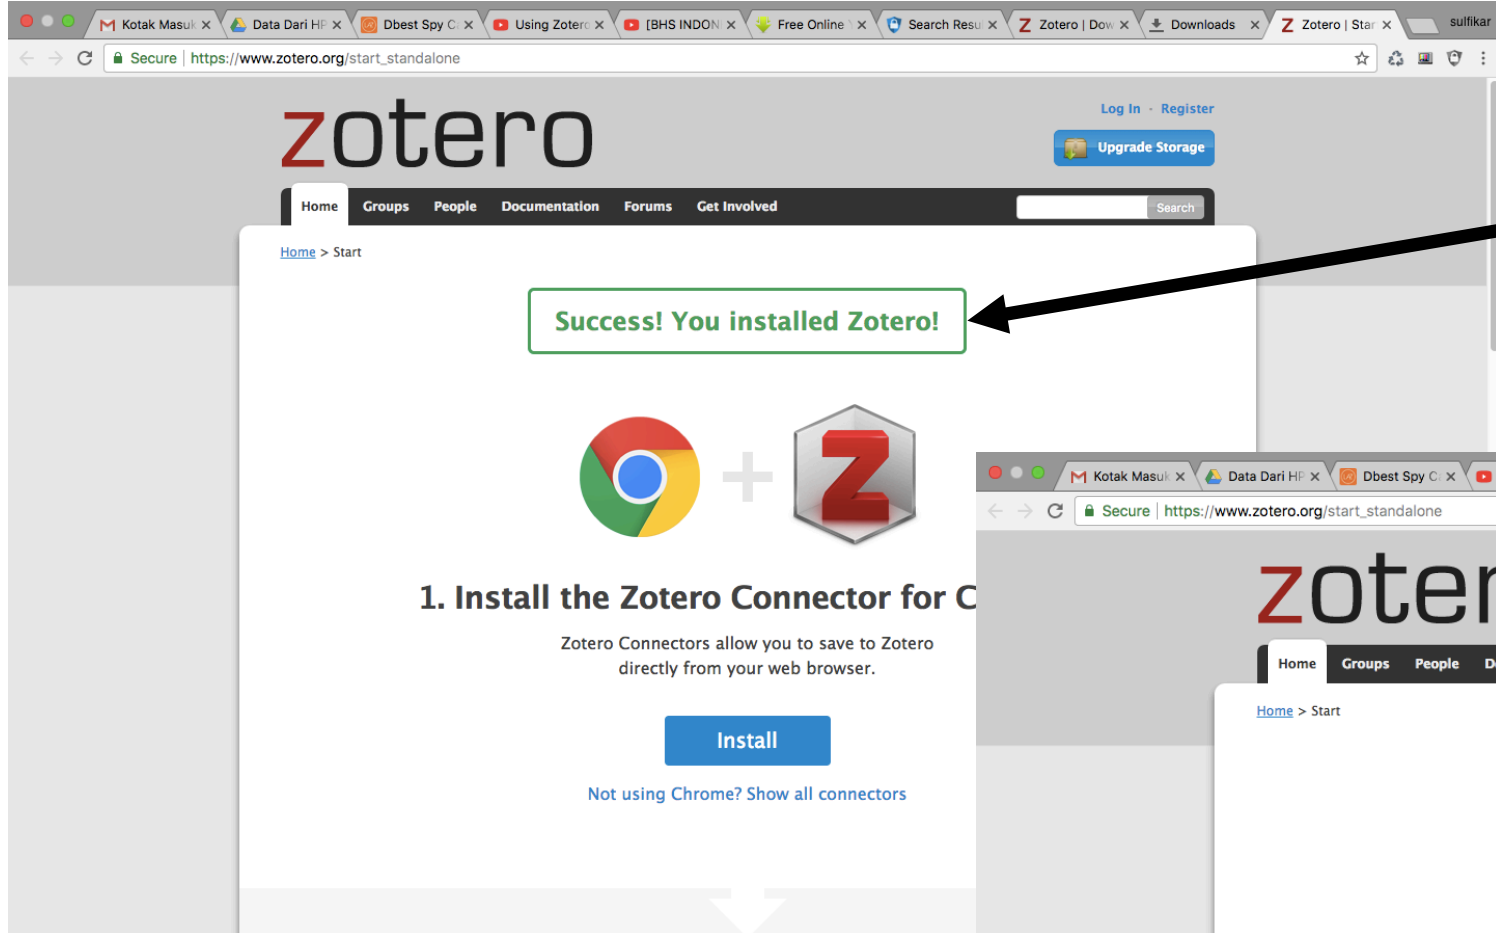 Kotak Masuk
Data Dari HP
Dbest Spy C
Using Zotero
[BHS INDON
Free Online
Search Resu
Zotero | Dow
Downloads
Zotero | Star
sulfikar
Secure
https://www.zotero.org/start_standalone
zotero
Log In - Register
Upgrade Storage
Home Groups People Documentation Forums Get Involved
Search
Home > Start
Success! You installed Zotero!
Z
1. Install the Zotero Connector for C
Zotero Connectors allow you to save to Zotero
directly from your web browser.
Install
Not using Chrome? Show all connectors
Kotak Masuk
Data Dari HP
Dbest Spy C
Secure
https://www.zotero.org/start_standalone
zoter
Home Groups People D
Home > Start